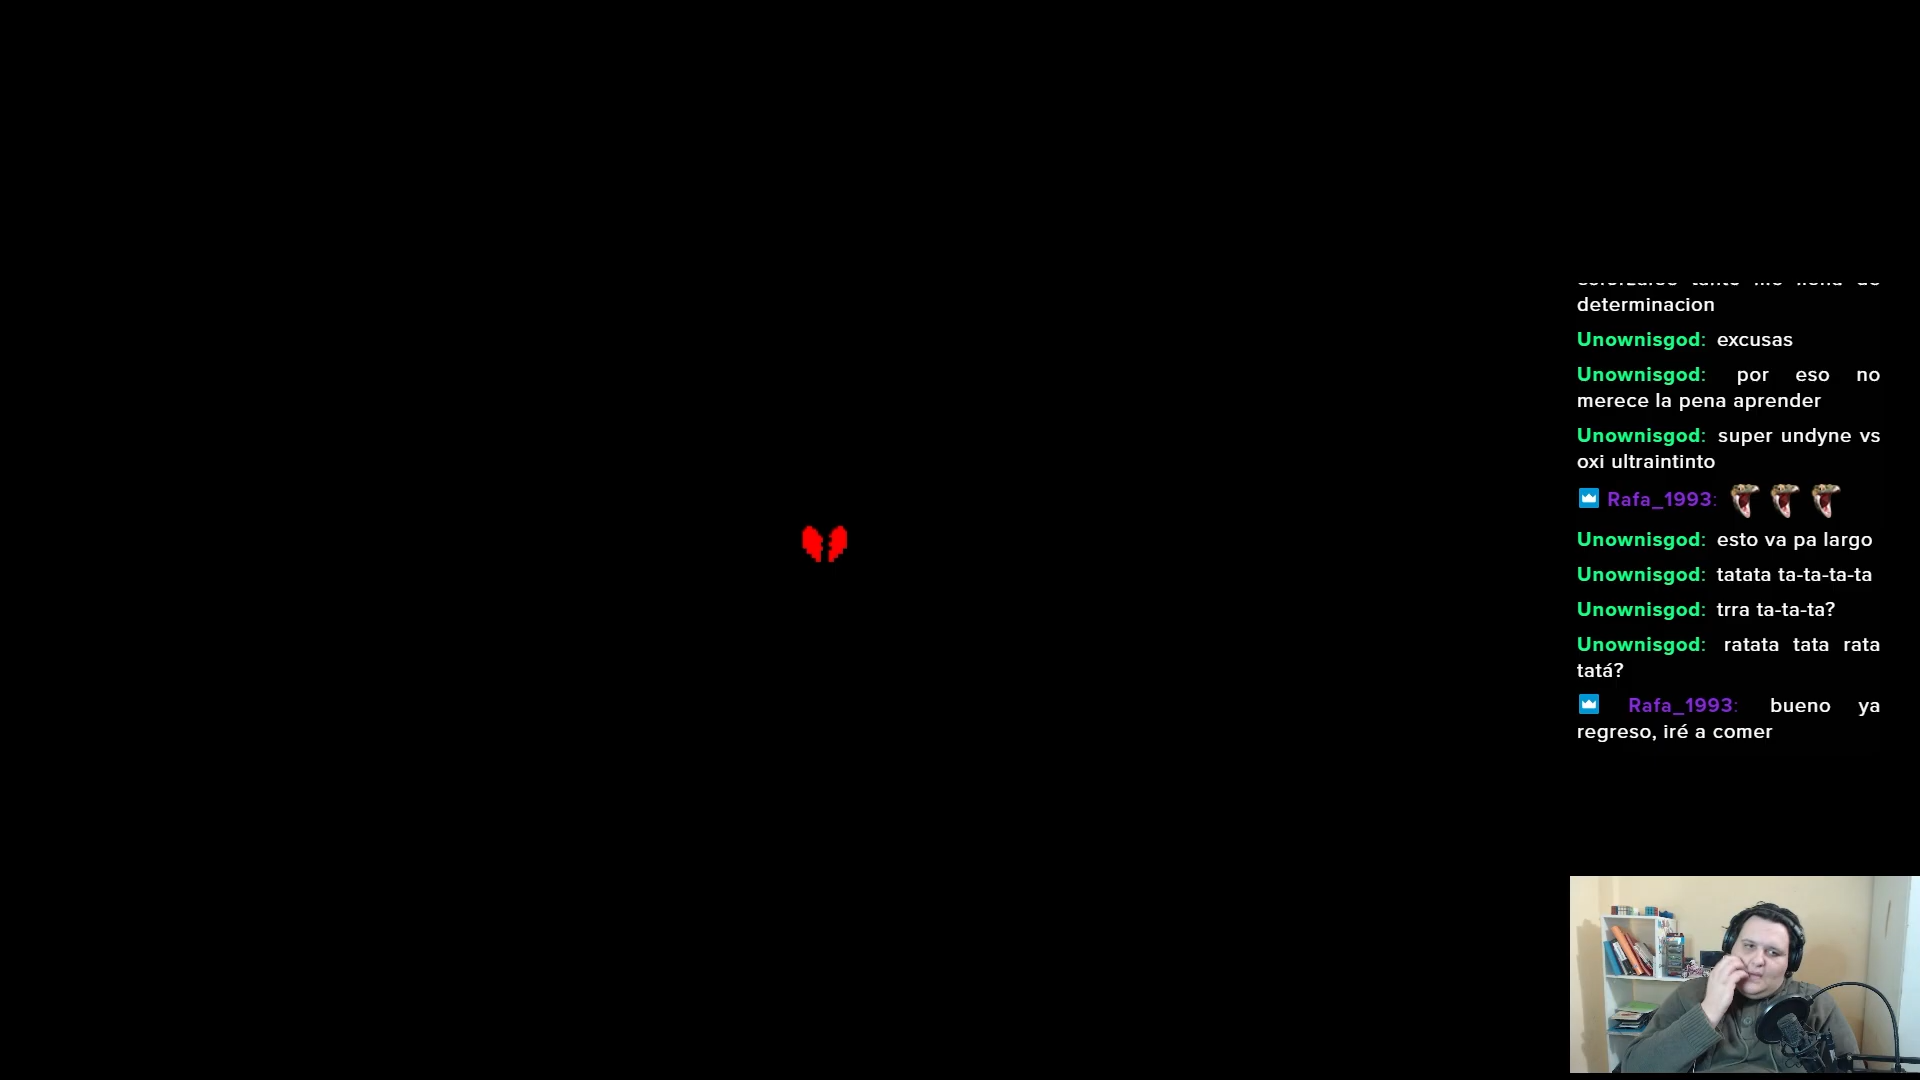 determinacion
Unownisgod: excusas
Unownisgod: por eso no
merece la pena aprender
Unownisgod: super undyne vs
oxi ultraintinto
Rafa_1993:
Unownisgod: esto va pa largo
Unownisgod: tatata ta-ta-ta-ta
Unownisgod: trra ta-ta-ta?
Unownisgod: ratata tata rata
tatá?
Rafa_1993: bueno ya
regreso, iré a comer